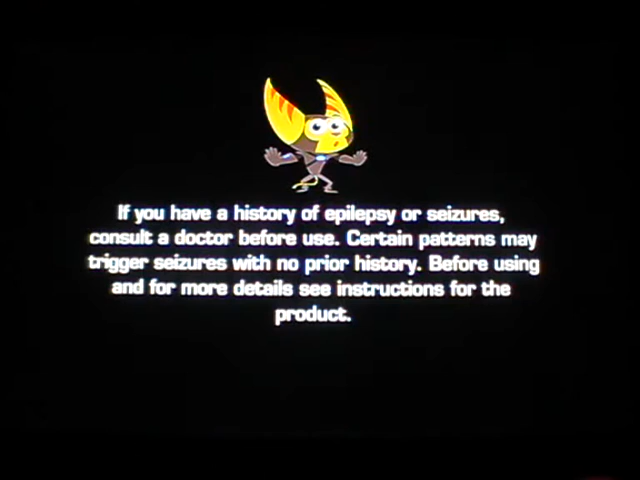 If you have a history of epilepsy or seizures,
consult a doctor before use. Certain patterns may
trigger seizures with no prior history. Before using
and for more details see instructions for the
product.